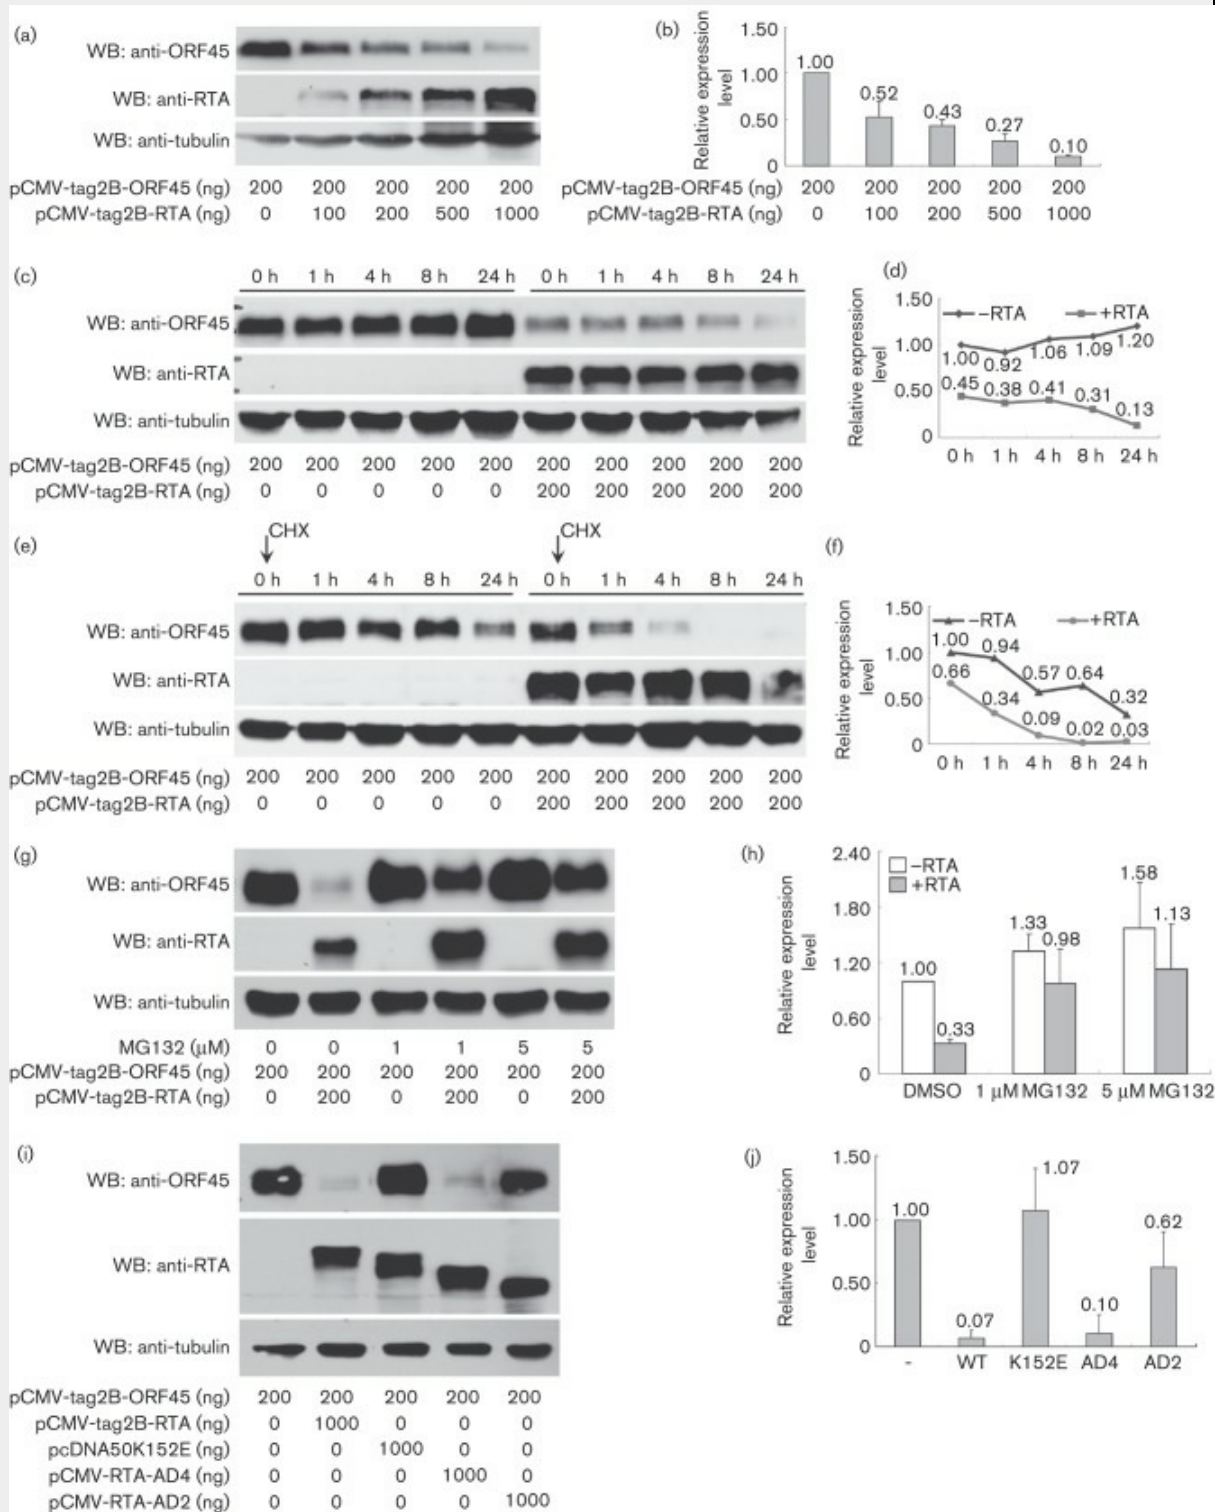 (a)
WB: anti-ORF45
WB: anti-RTA
WB: anti-tubulin
pCMV-tag2B-ORF45 (ng) 200 200 200 200 200
pCMV-tag2B-RTA (ng) 0 100 200 500 1000
(b)
Relative expression level
1.50
1.00
0.50
0
1.00 0.52 0.43 0.27 0.10
pCMV-tag2B-ORF45 (ng) 200 200 200 200 200
pCMV-tag2B-RTA (ng) 0 100 200 500 1000
(c)
0 h 1 h 4 h 8 h 24 h 0 h 1 h 4 h 8 h 24 h
WB: anti-ORF45
WB: anti-RTA
WB: anti-tubulin
pCMV-tag2B-ORF45 (ng) 200 200 200 200 200 200 200 200 200 200
pCMV-tag2B-RTA (ng) 0 0 0 0 0 200 200 200 200 200
(d)
Relative expression level
1.50
1.00
0.50
0
–RTA +RTA
1.00 0.92 1.06 1.09 1.20
0.45 0.38 0.41 0.31 0.13
0 h 1 h 4 h 8 h 24 h
(e)
CHX CHX
0 h 1 h 4 h 8 h 24 h 0 h 1 h 4 h 8 h 24 h
WB: anti-ORF45
WB: anti-RTA
WB: anti-tubulin
pCMV-tag2B-ORF45 (ng) 200 200 200 200 200 200 200 200 200 200
pCMV-tag2B-RTA (ng) 0 0 0 0 0 200 200 200 200 200
(f)
Relative expression level
1.50
1.00
0.50
0
–RTA +RTA
1.00 0.94 0.57 0.64 0.32
0.66 0.34 0.09 0.02 0.03
0 h 1 h 4 h 8 h 24 h
(g)
WB: anti-ORF45
WB: anti-RTA
WB: anti-tubulin
MG132 (μM) 0 0 1 1 5 5
pCMV-tag2B-ORF45 (ng) 200 200 200 200 200 200
pCMV-tag2B-RTA (ng) 0 200 0 200 0 200
(h)
Relative expression level
2.40
1.80
1.20
0.60
0
–RTA
+RTA
1.00 0.33 1.33 0.98 1.58 1.13
DMSO 1 μM MG132 5 μM MG132
(i)
WB: anti-ORF45
WB: anti-RTA
WB: anti-tubulin
pCMV-tag2B-ORF45 (ng) 200 200 200 200 200
pCMV-tag2B-RTA (ng) 0 1000 0 0 0
pcDNA50K152E (ng) 0 0 1000 0 0
pCMV-RTA-AD4 (ng) 0 0 0 1000 0
pCMV-RTA-AD2 (ng) 0 0 0 0 1000
(j)
Relative expression level
1.50
1.00
0.50
0
1.00 0.07 1.07 0.10 0.62
- WT K152E AD4 AD2